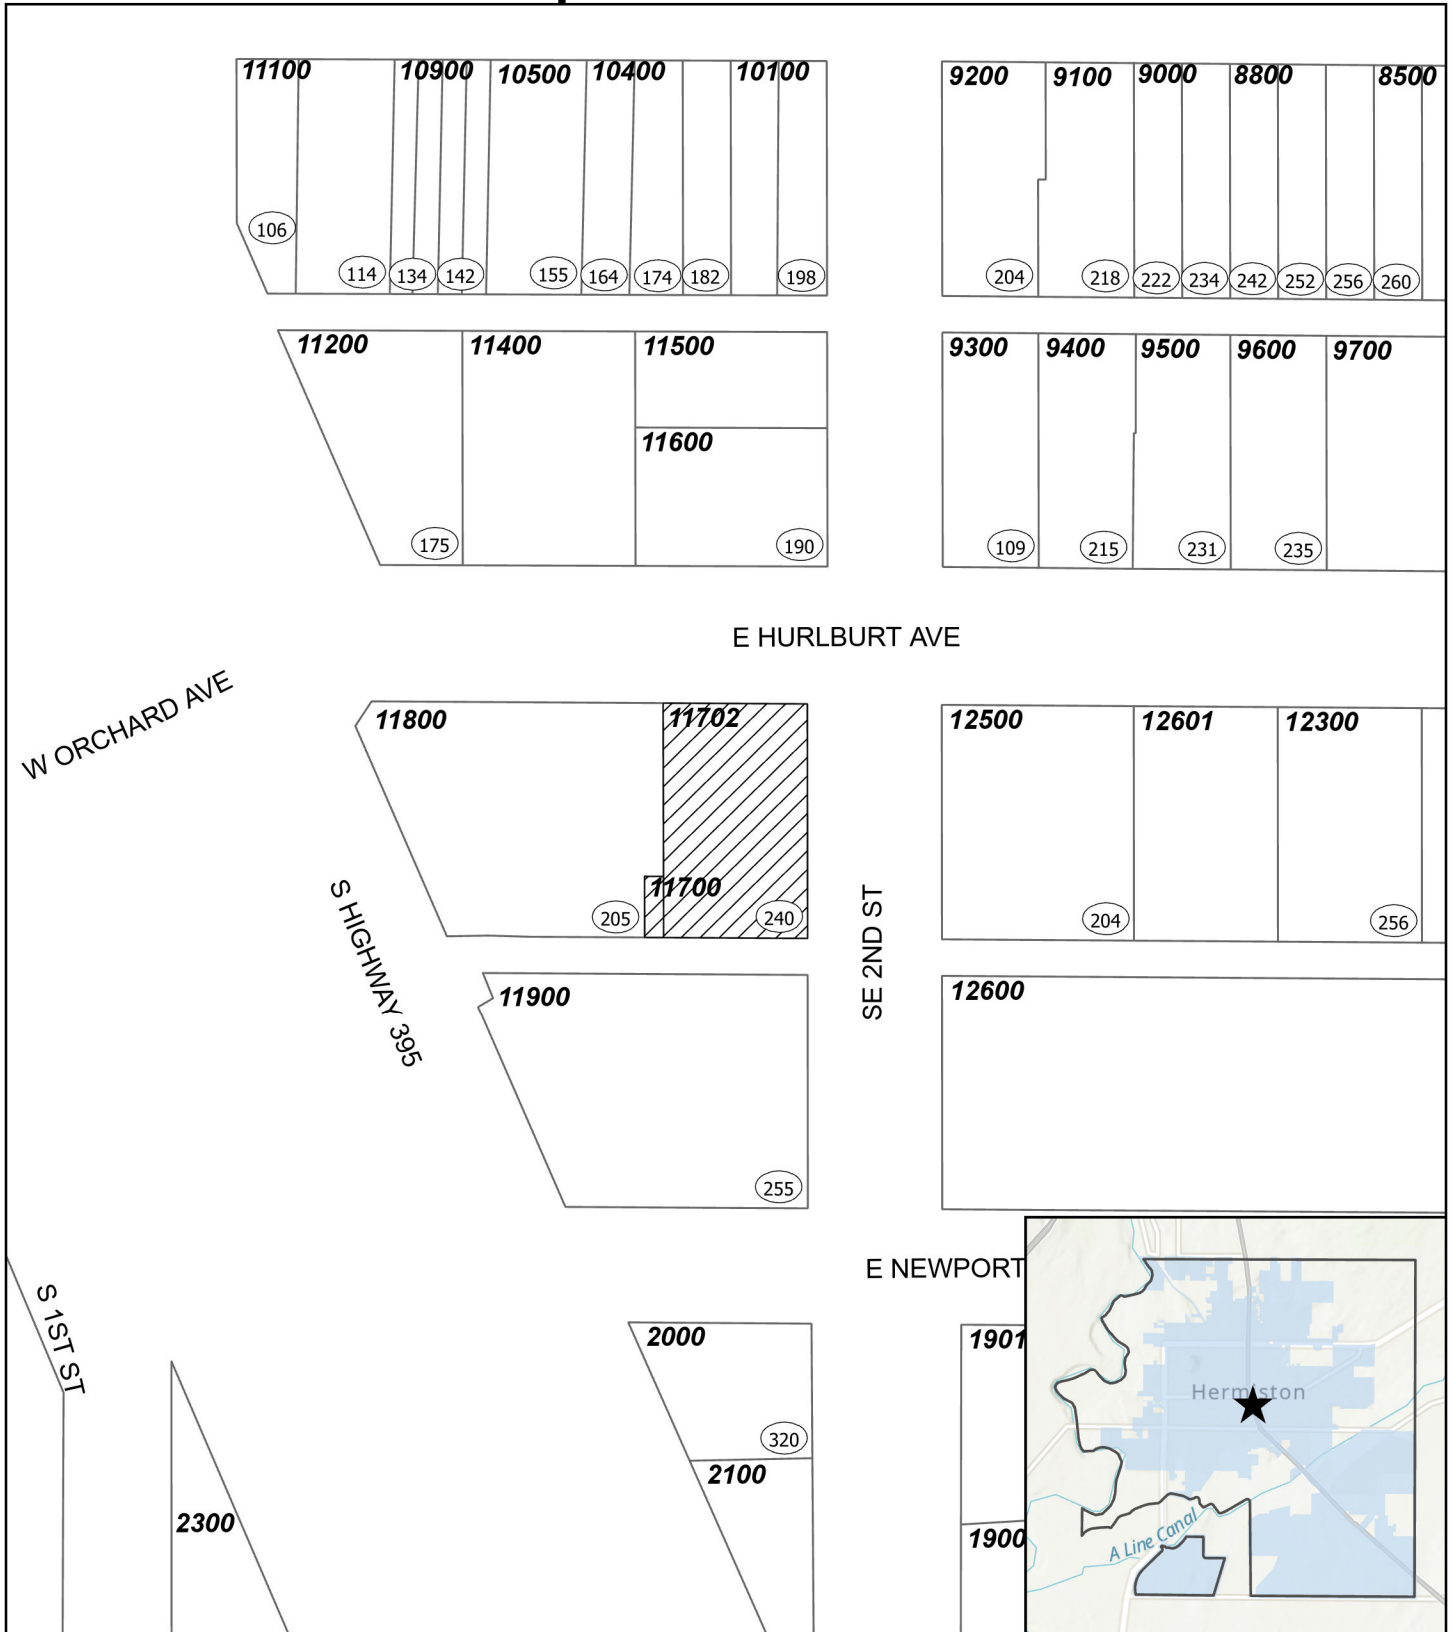 11100 10900 10500 10400 10100 9200 9100 9000 8800 8500
106
114 134 142 155 164 174 182 198 204 218 222 234 242 252 256 260
11200 11400 11500 9300 9400 9500 9600 9700
11600
175 190 109 215 231 235
E HURLBURT AVE
W ORCHARD AVE
11800 11702 12500 12601 12300
11700
205 240 204 256
S HIGHWAY 395
SE 2ND ST
11900 12600
255
E NEWPORT
S 1ST ST
2000 1901
320
2100
2300 1900
Hermiston
A Line Canal